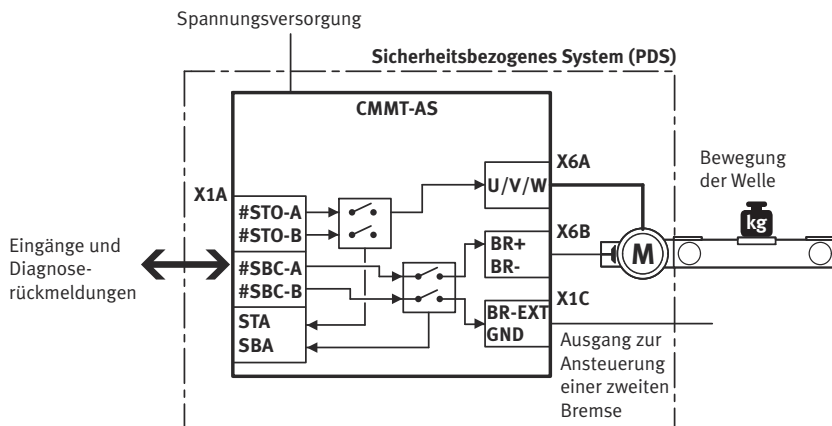 Spannungsversorgung
Sicherheitsbezogenes System (PDS)
CMMT-AS
X1A
#STO-A
#STO-B
#SBC-A
#SBC-B
STA
SBA
U/V/W
X6A
BR+
BR-
X6B
BR-EXT
GND
X1C
M
kg
Bewegung
der Welle
Eingänge und
Diagnose-
rückmeldungen
Ausgang zur
Ansteuerung
einer zweiten
Bremse